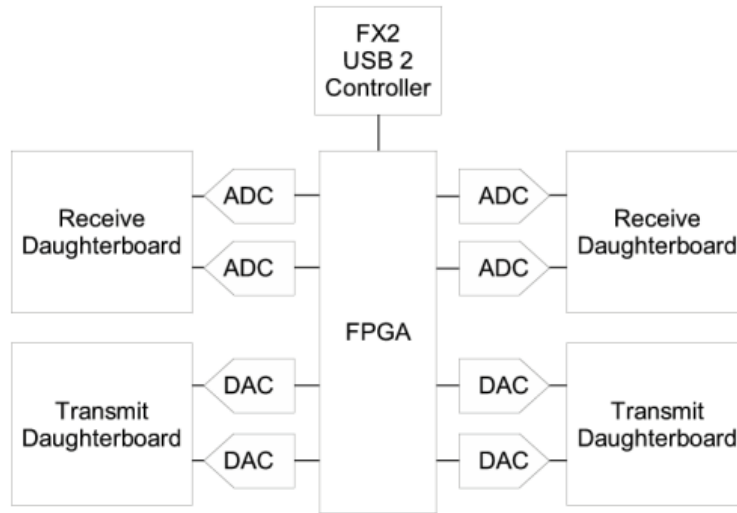 FX2
USB 2
Controller
Receive
Daughterboard
ADC
ADC
FPGA
ADC
ADC
Receive
Daughterboard
Transmit
Daughterboard
DAC
DAC
DAC
DAC
Transmit
Daughterboard